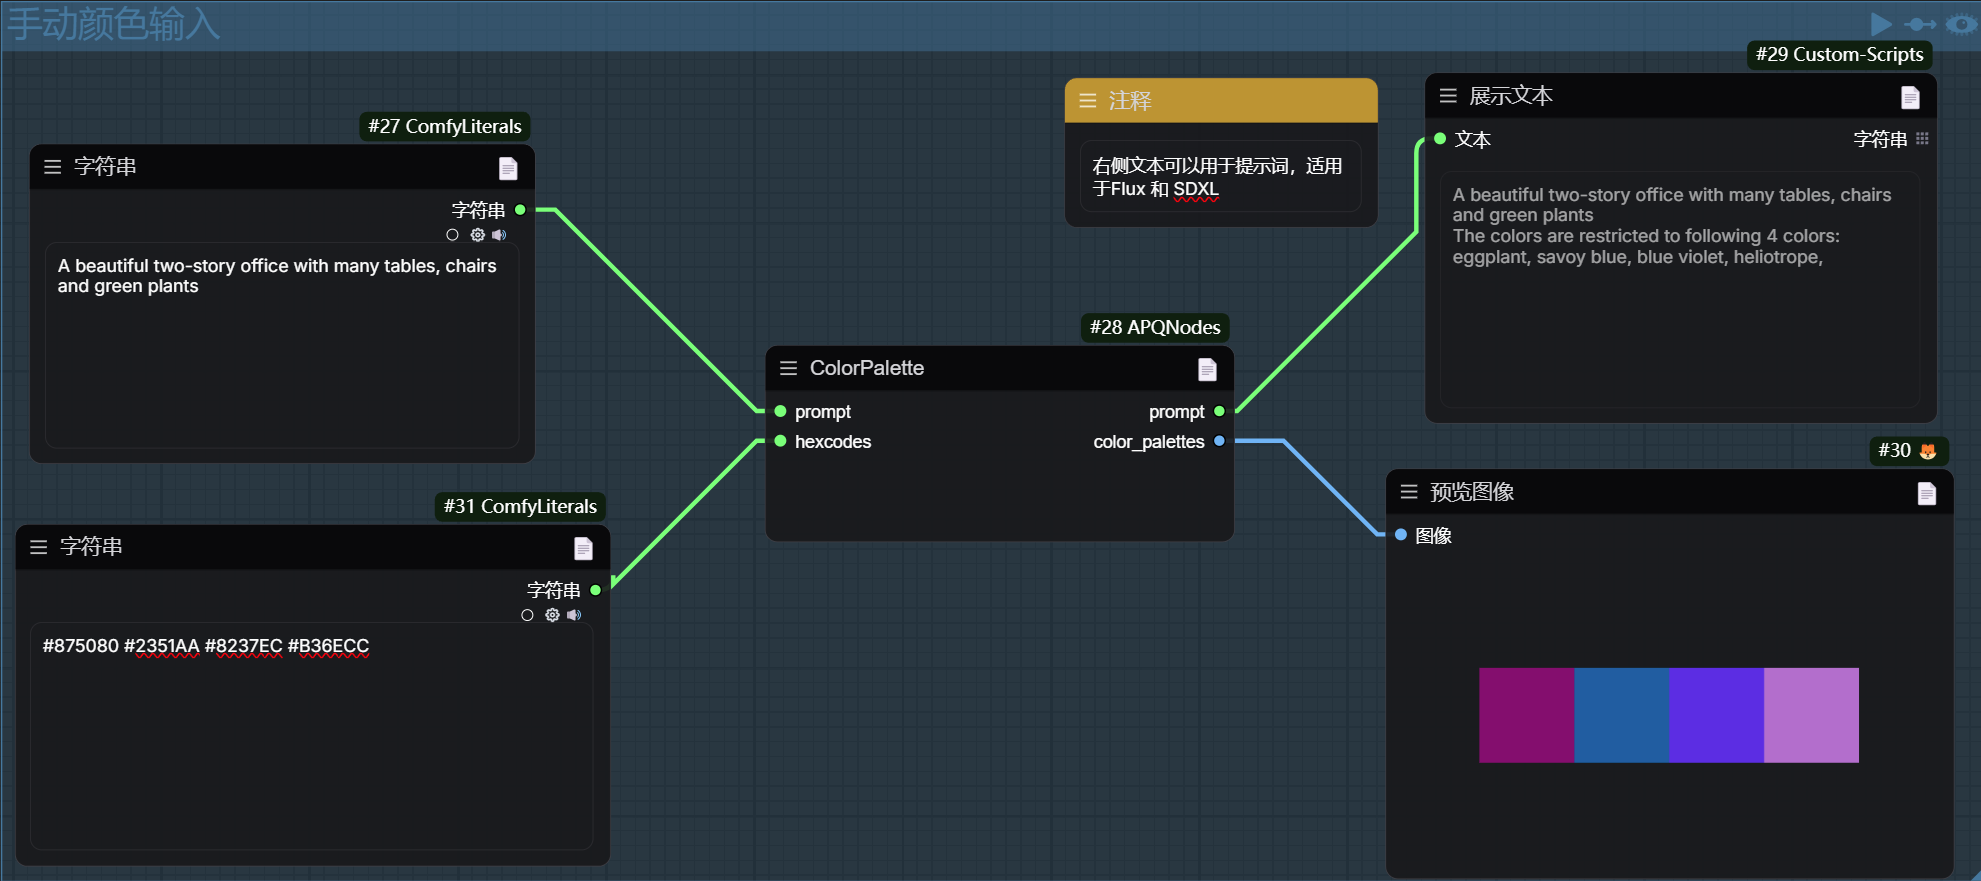 手动颜色输入
#27 ComfyLiterals
字符串
字符串
A beautiful two-story office with many tables, chairs
and green plants
#31 ComfyLiterals
字符串
字符串
#875080 #2351AA #8237EC #B36ECC
注释
右侧文本可以用于提示词，适用
于Flux 和 SDXL
#28 APQNodes
ColorPalette
prompt
prompt
hexcodes
color_palettes
#29 Custom-Scripts
展示文本
文本
字符串
A beautiful two-story office with many tables, chairs
and green plants
The colors are restricted to following 4 colors:
eggplant, savoy blue, blue violet, heliotrope,
#30
预览图像
图像